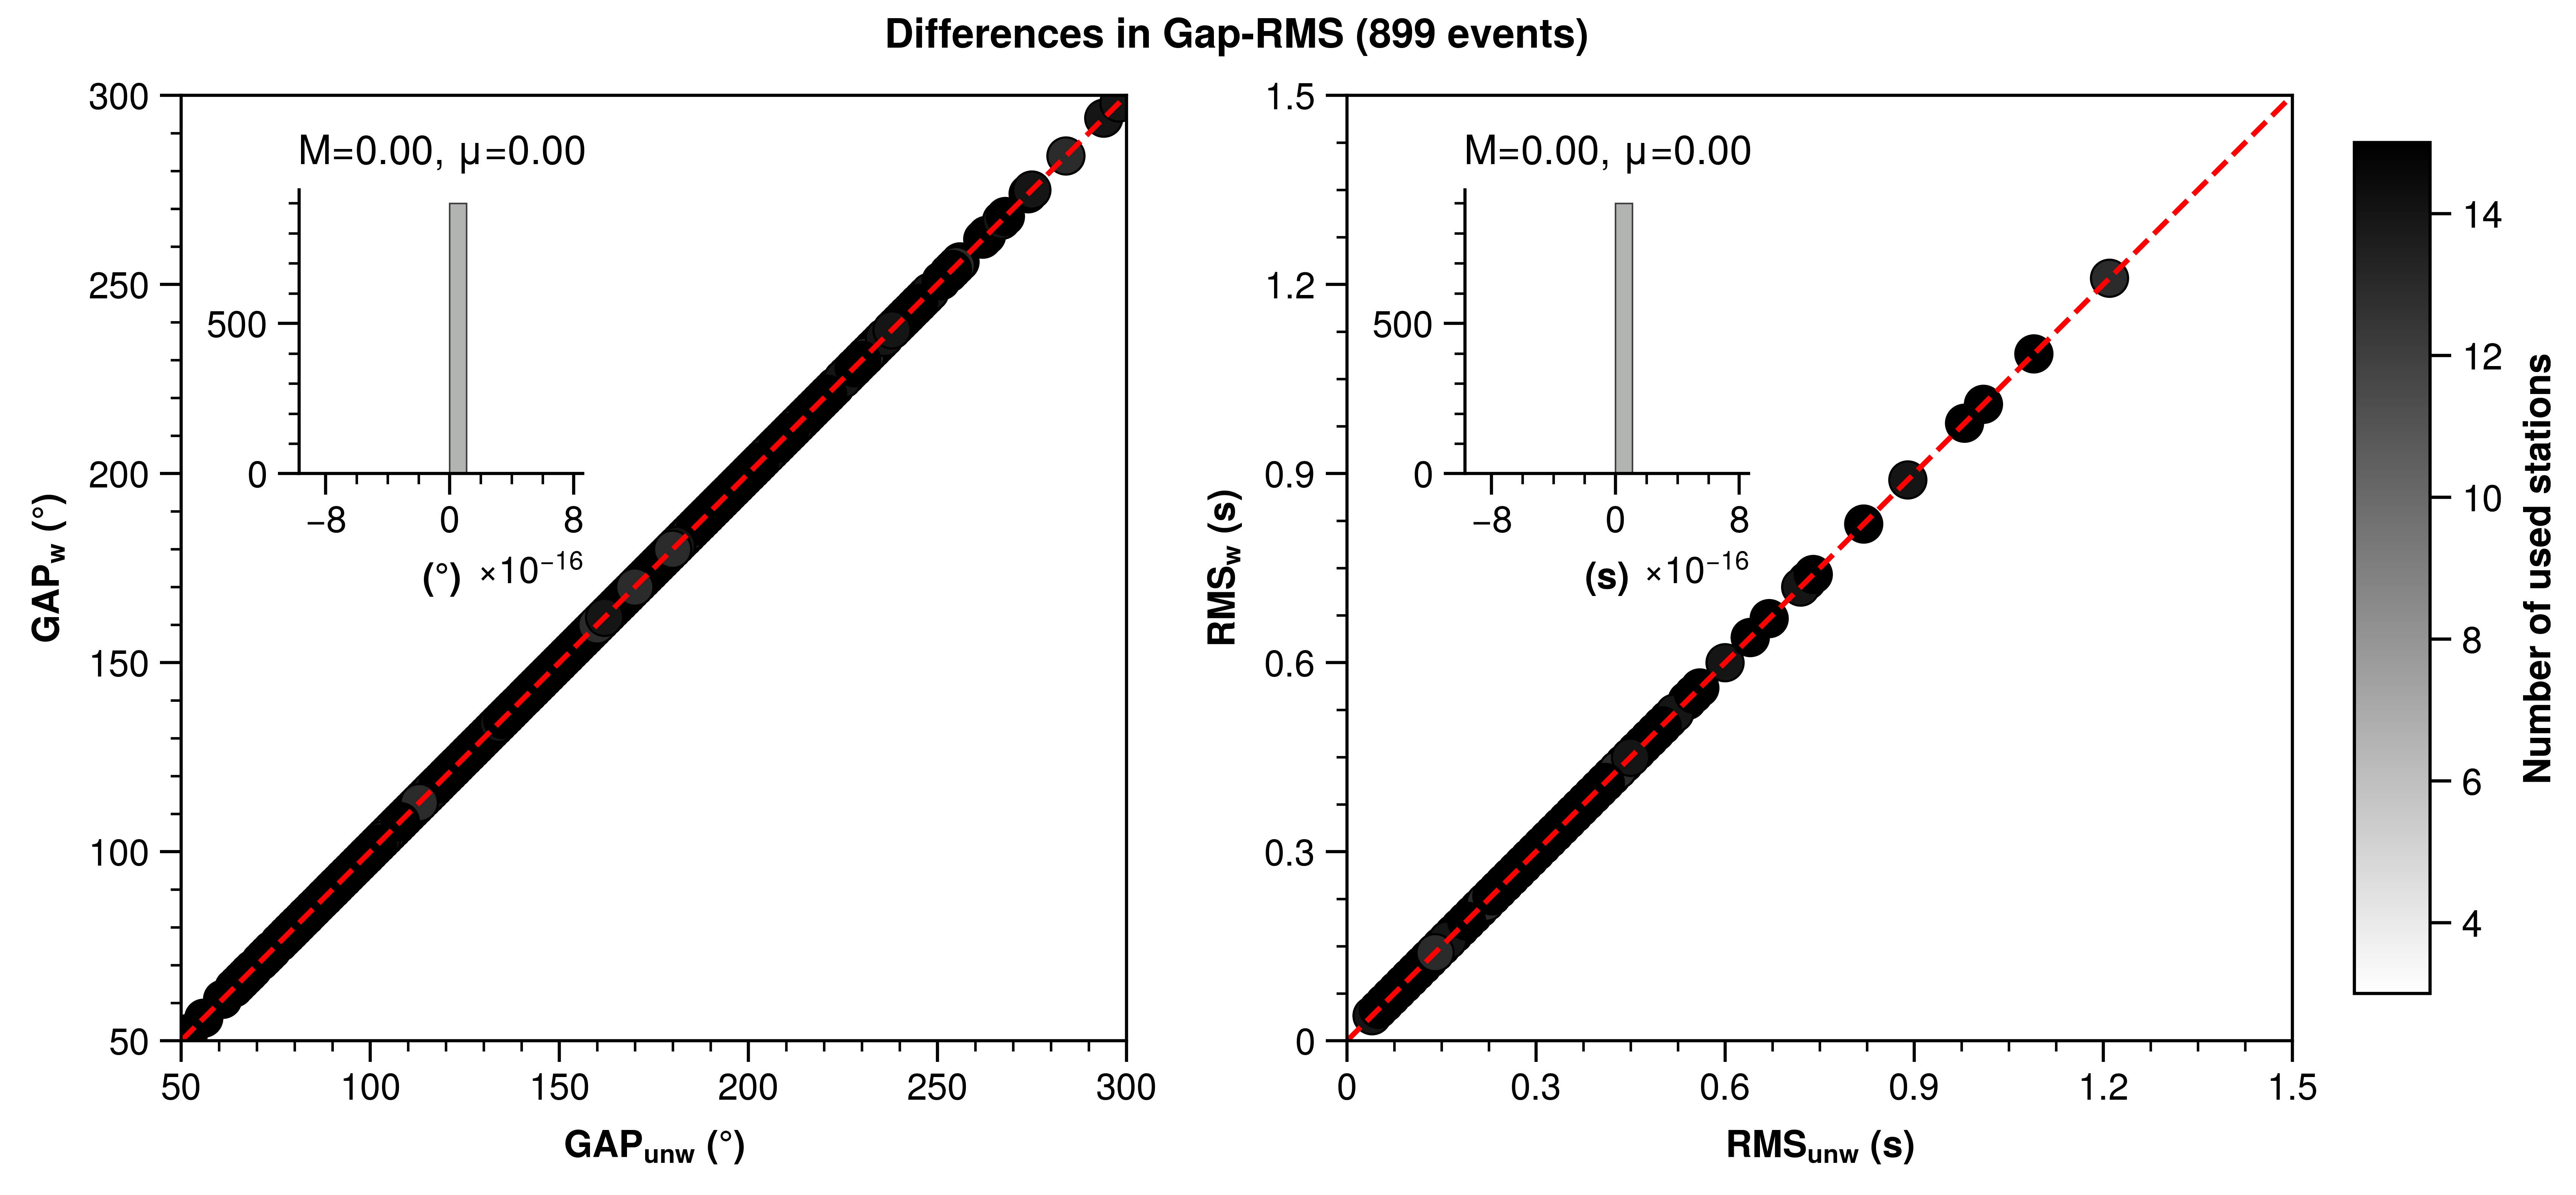 Differences in Gap-RMS (899 events)
GAPw (°)
300
250
200
150
100
50
50 100 150 200 250 300
GAPunw (°)
M=0.00, μ=0.00
500
0
−8 0 8
(°) ×10⁻¹⁶
RMSw (s)
1.5
1.2
0.9
0.6
0.3
0
0 0.3 0.6 0.9 1.2 1.5
RMSunw (s)
M=0.00, μ=0.00
500
0
−8 0 8
(s) ×10⁻¹⁶
14
12
10
8
6
4
Number of used stations